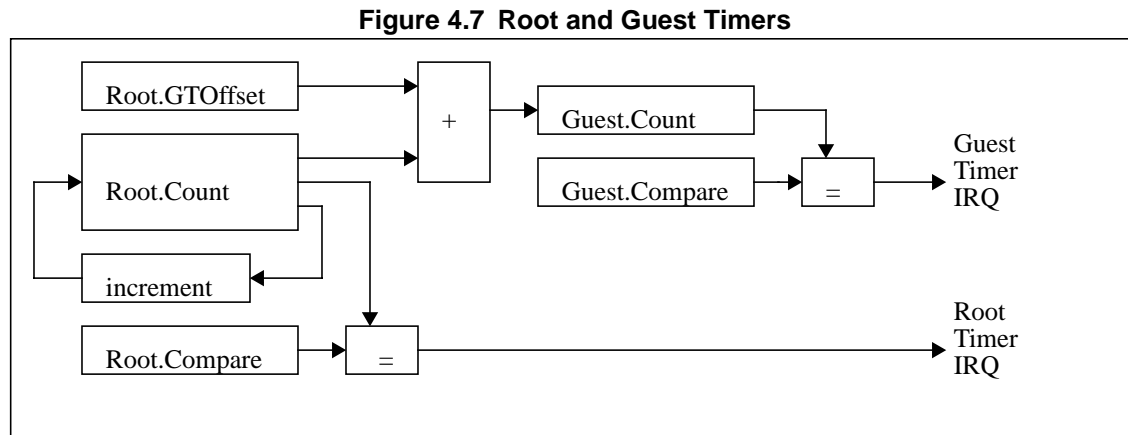 Figure 4.7 Root and Guest Timers
Root.GTOffset
+
Guest.Count
Root.Count
Guest.Compare
=
Guest
Timer
IRQ
increment
Root.Compare
=
Root
Timer
IRQ